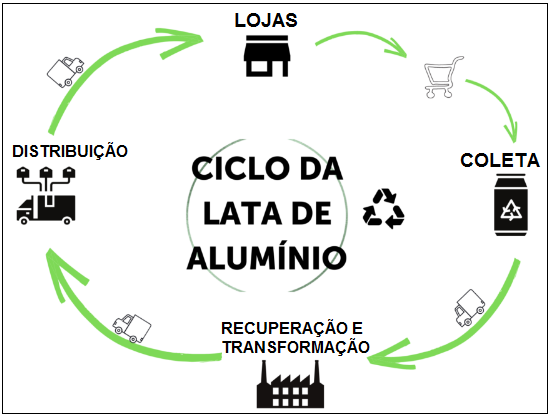 LOJAS
COLETA
DISTRIBUIÇÃO
CICLO DA
LATA DE
ALUMÍNIO
RECUPERAÇÃO E
TRANSFORMAÇÃO